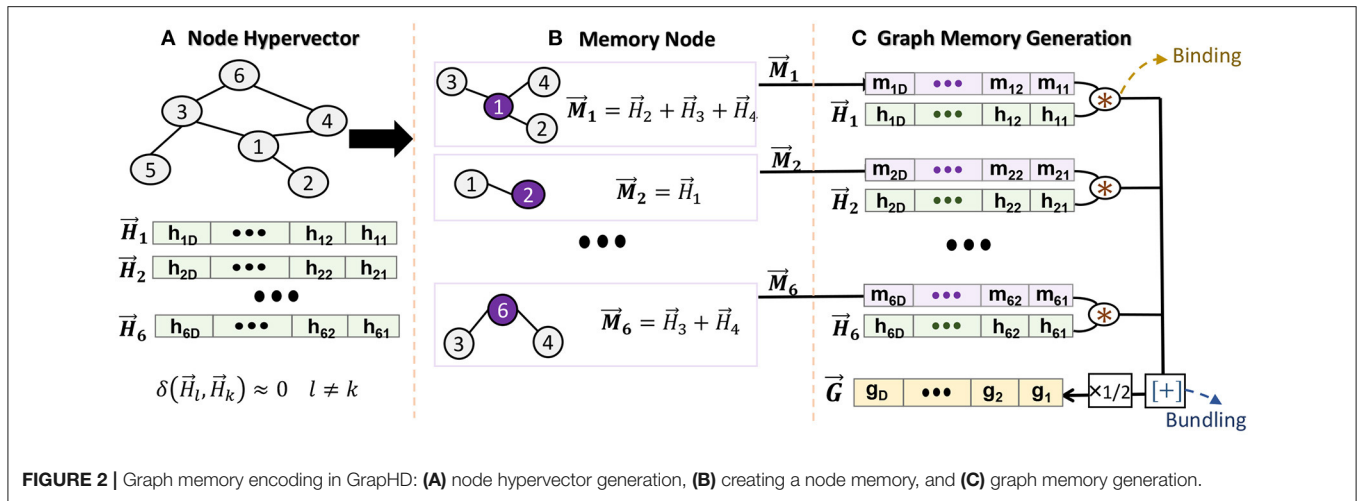 A Node Hypervector
6
3
4
1
5
2
H⃗₁ h₁D ••• h₁₂ h₁₁
H⃗₂ h₂D ••• h₂₂ h₂₁
•••
H⃗₆ h₆D ••• h₆₂ h₆₁
δ(H⃗ₗ, H⃗ₖ) ≈ 0 l ≠ k
B Memory Node
3
4
1
2
M⃗₁ = H⃗₂ + H⃗₃ + H⃗₄
1
2
M⃗₂ = H⃗₁
•••
6
3
4
M⃗₆ = H⃗₃ + H⃗₄
C Graph Memory Generation
Binding
M⃗₁ m₁D ••• m₁₂ m₁₁
H⃗₁ h₁D ••• h₁₂ h₁₁
*
M⃗₂ m₂D ••• m₂₂ m₂₁
H⃗₂ h₂D ••• h₂₂ h₂₁
*
•••
M⃗₆ m₆D ••• m₆₂ m₆₁
H⃗₆ h₆D ••• h₆₂ h₆₁
*
G⃗ gD ••• g₂ g₁ ×1/2 [+]
Bundling
FIGURE 2 | Graph memory encoding in GrapHD: (A) node hypervector generation, (B) creating a node memory, and (C) graph memory generation.